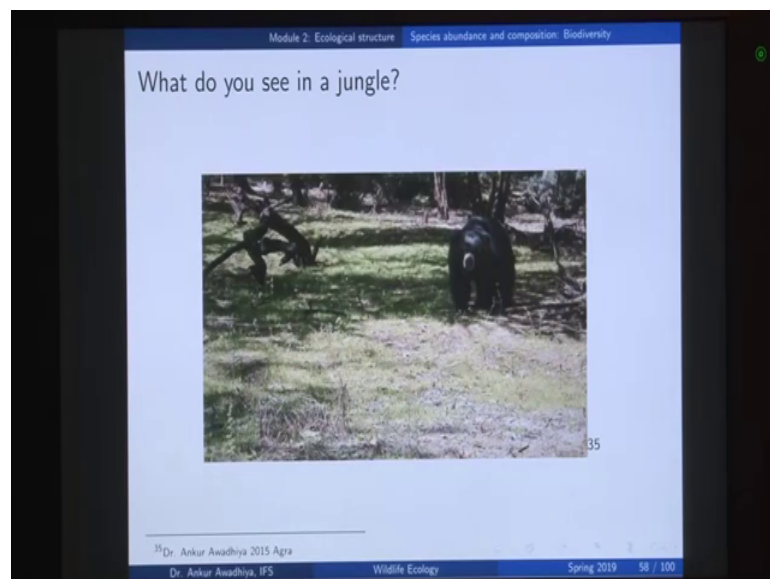 Module 2: Ecological structure Species abundance and composition: Biodiversity
What do you see in a jungle?
35
35Dr. Ankur Awadhiya 2015 Agra
Dr. Ankur Awadhiya, IFS Wildlife Ecology Spring 2019 58 / 100